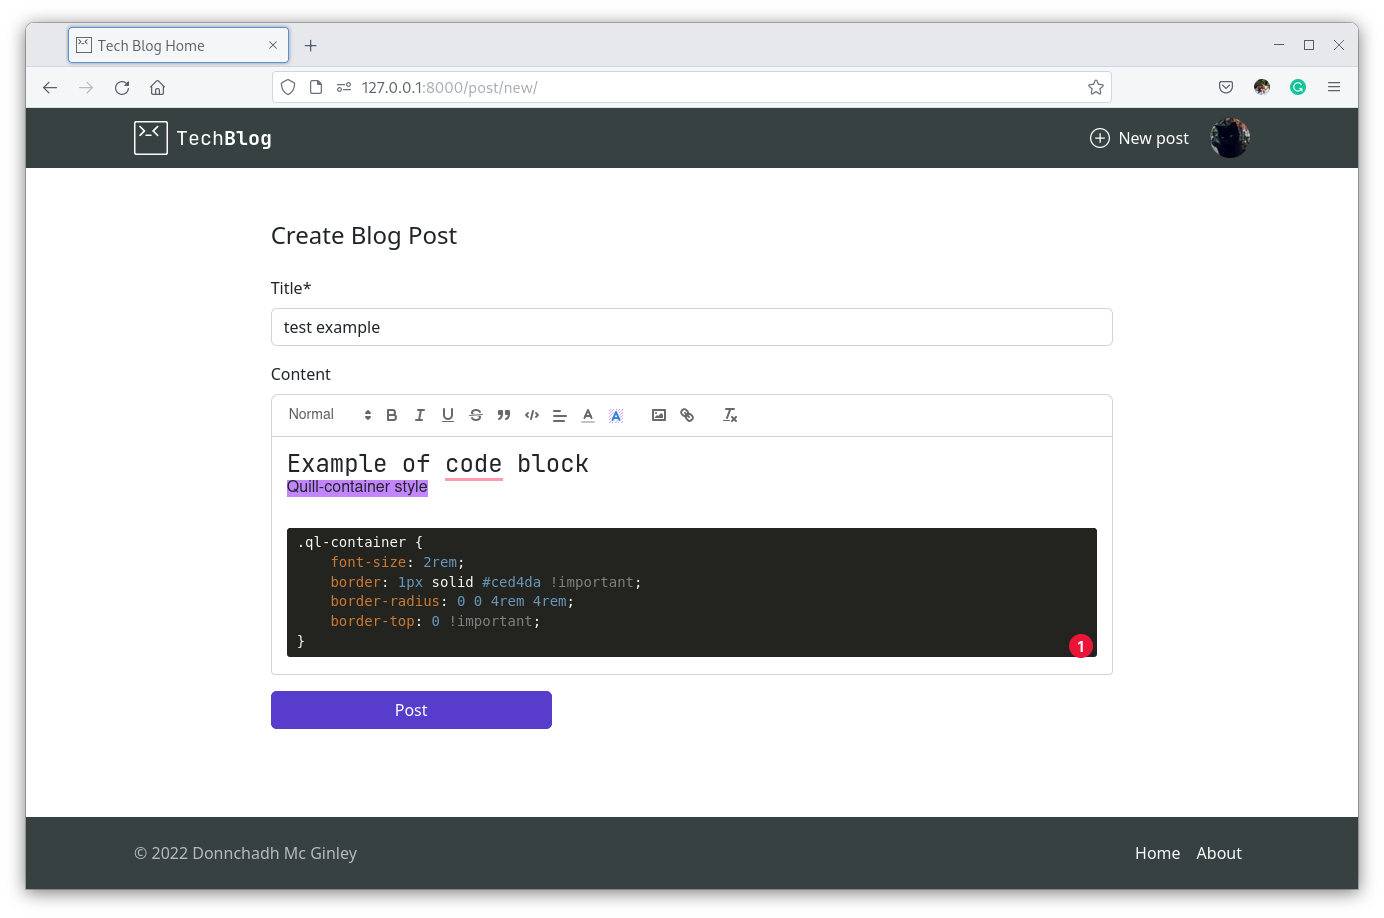 Tech Blog Home
127.0.0.1:8000/post/new/
TechBlog
New post
Create Blog Post
Title*
test example
Content
Normal
Example of code block
Quill-container style
.ql-container {
    font-size: 2rem;
    border: 1px solid #ced4da !important;
    border-radius: 0 0 4rem 4rem;
    border-top: 0 !important;
}
1
Post
© 2022 Donnchadh Mc Ginley
Home About